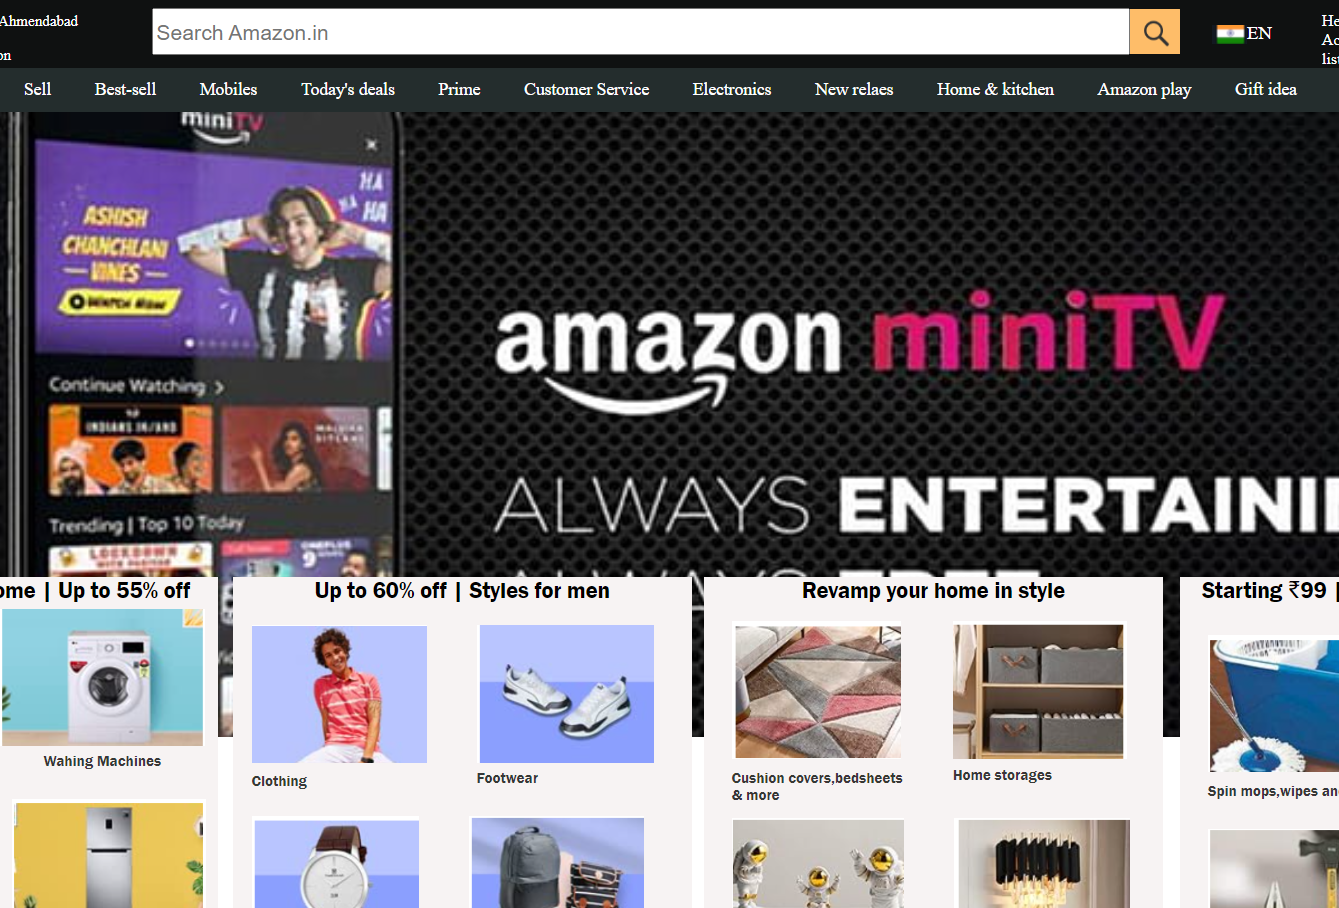 Ahmendabad
on
Search Amazon.in
EN
He
Ac
lis
Sell Best-sell Mobiles Today's deals Prime Customer Service Electronics New relaes Home & kitchen Amazon play Gift idea
miniTV
HA
HA HA
ASHISH
CHANCHLANI
VINES
WATCH NOW
amazon miniTV
Continue Watching
INDIANS IN/AND
ALWAYS ENTERTAINI
Trending | Top 10 Today
LOCKDOWN
ONEPLUS
9
ome | Up to 55% off
Up to 60% off | Styles for men
Revamp your home in style
Starting ₹99 |
Wahing Machines
Clothing
Footwear
Cushion covers,bedsheets
& more
Home storages
Spin mops,wipes an